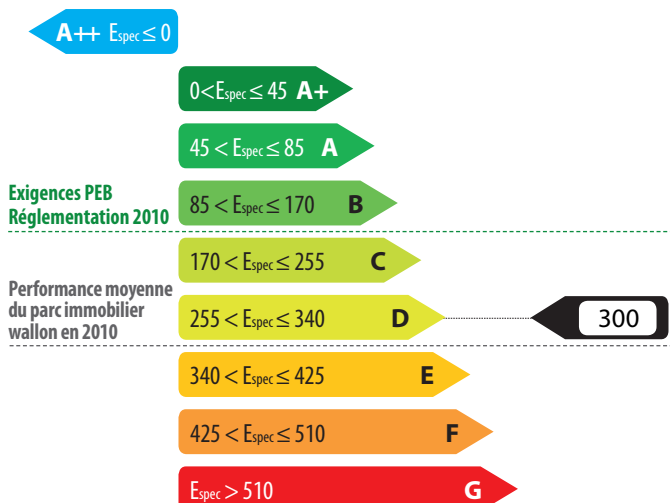 A++ Espec ≤ 0
0<Espec ≤ 45 A+
45 < Espec ≤ 85 A
Exigences PEB
Réglementation 2010
85 < Espec ≤ 170 B
170 < Espec ≤ 255 C
Performance moyenne
du parc immobilier
wallon en 2010
255 < Espec ≤ 340 D
300
340 < Espec ≤ 425 E
425 < Espec ≤ 510 F
Espec > 510 G